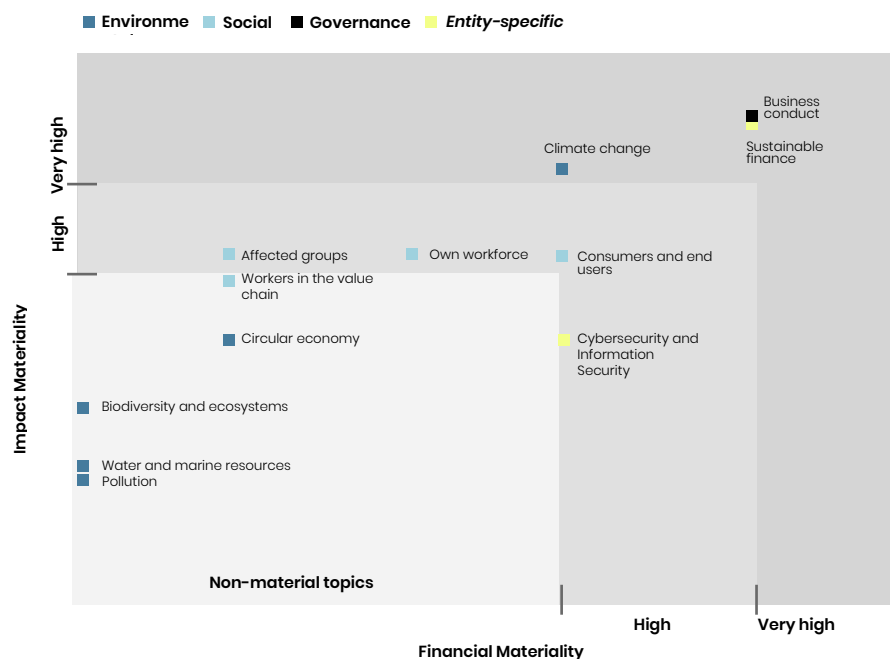 Environme
Social
Governance
Entity-specific
Business
conduct
Sustainable
finance
Climate change
Very high
High
Affected groups
Own workforce
Consumers and end
users
Workers in the value
chain
Circular economy
Cybersecurity and
Information
Security
Impact Materiality
Biodiversity and ecosystems
Water and marine resources
Pollution
Non-material topics
High
Very high
Financial Materiality